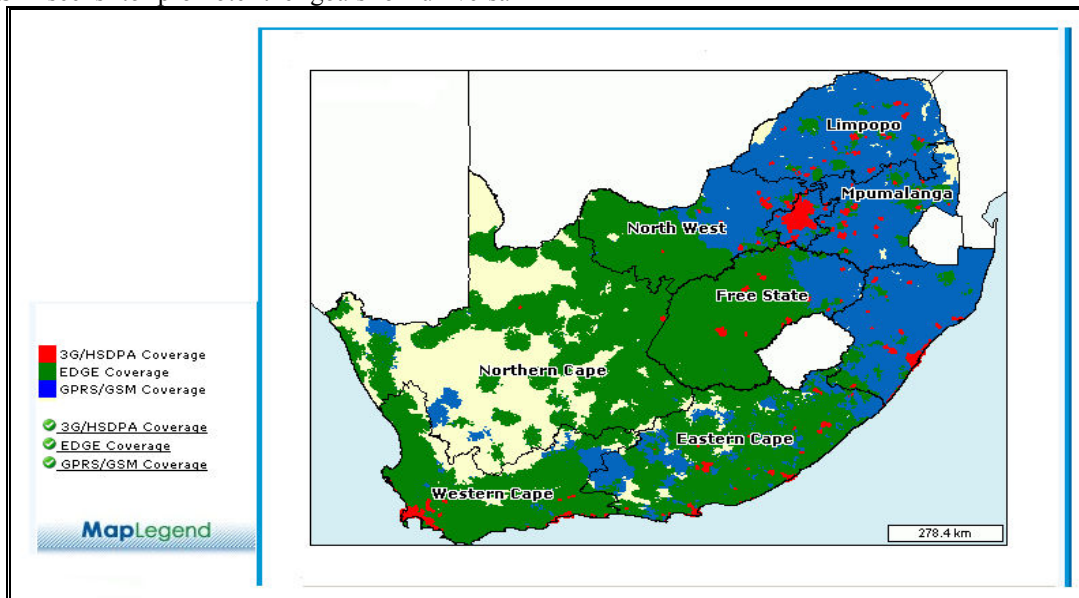 3G/HSDPA Coverage
EDGE Coverage
GPRS/GSM Coverage
3G/HSDPA Coverage
EDGE Coverage
GPRS/GSM Coverage
MapLegend
Limpopo
Mpumalanga
North West
Free State
Northern Cape
Eastern Cape
Western Cape
278.4 km